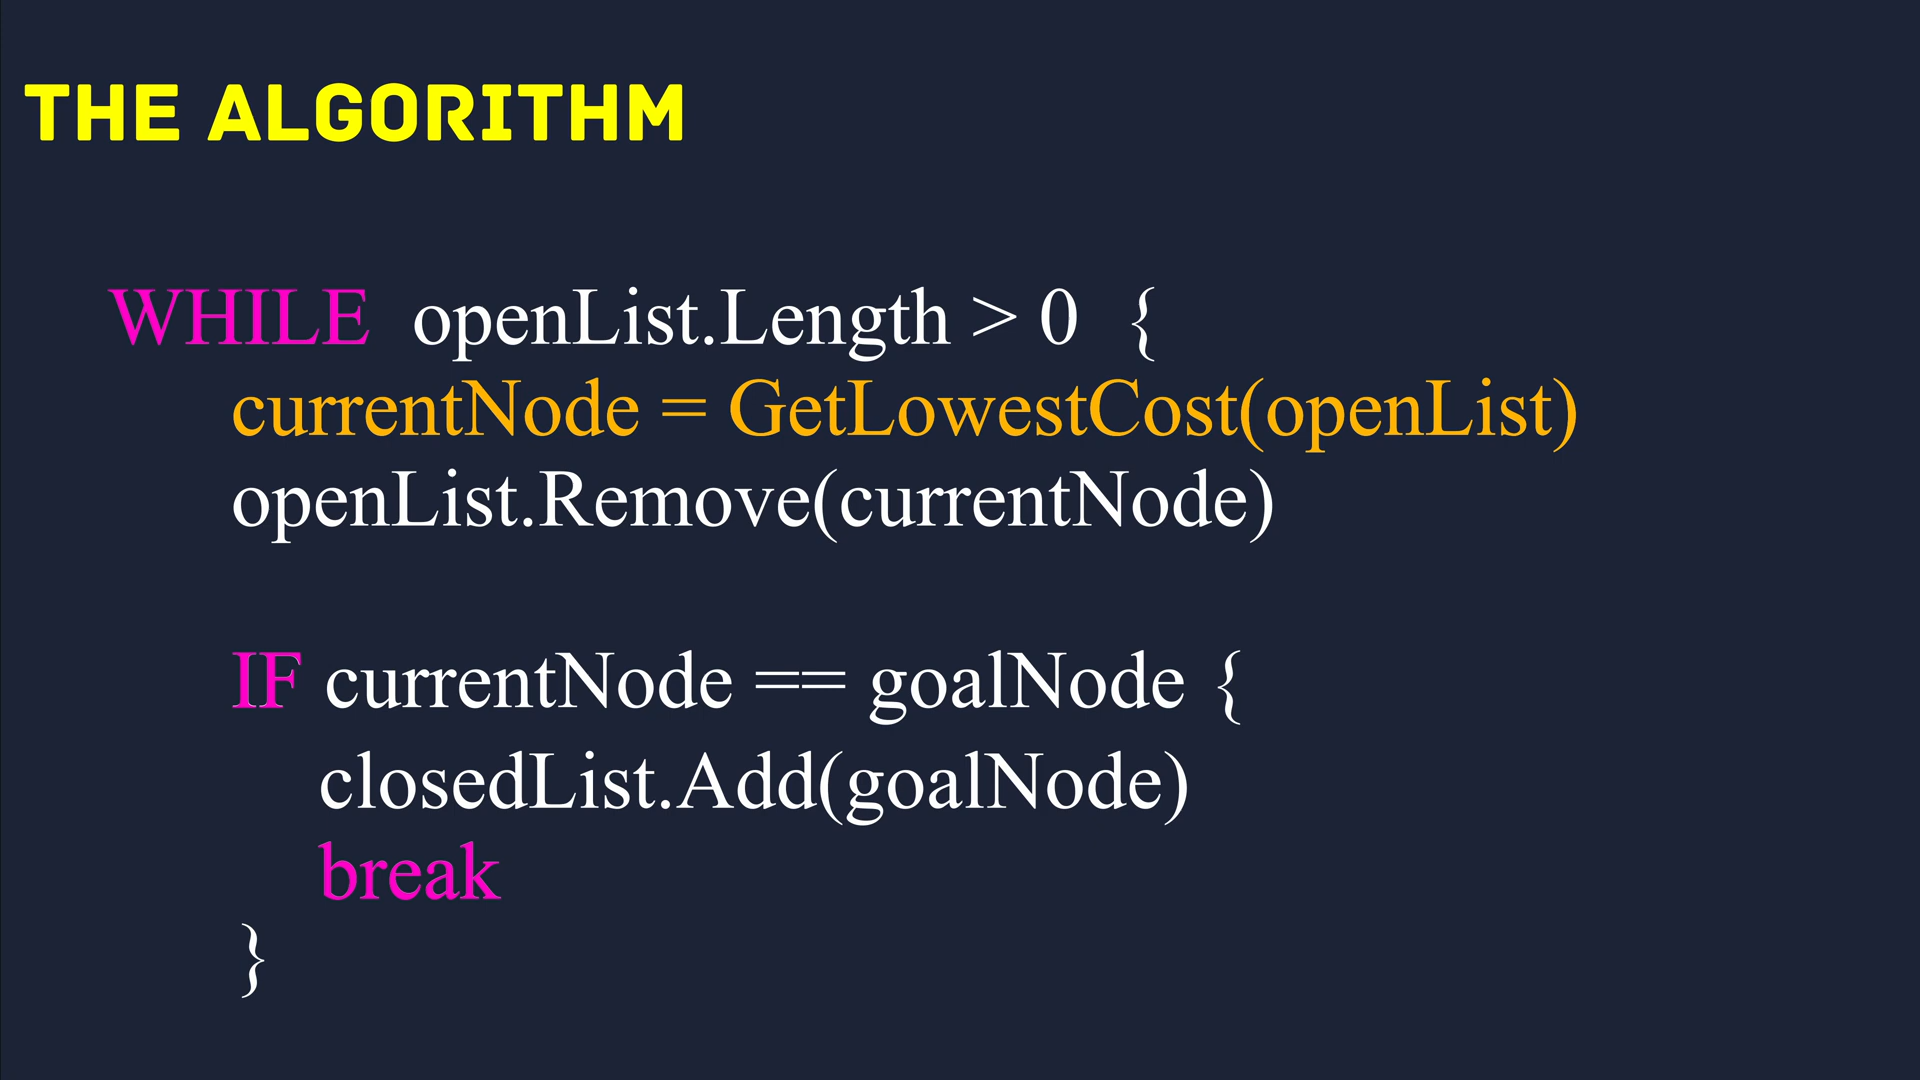 THE ALGORITHM
WHILE openList.Length > 0 {
currentNode = GetLowestCost(openList)
openList.Remove(currentNode)
IF currentNode == goalNode {
closedList.Add(goalNode)
break
}